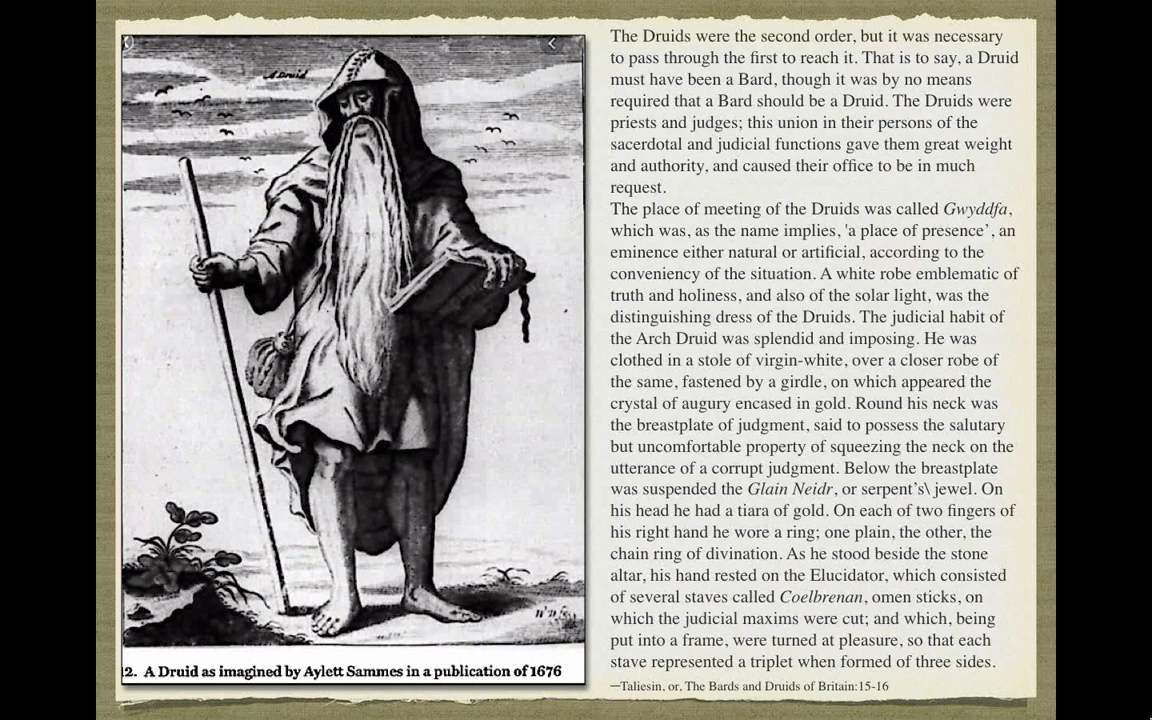 A Druid
2. A Druid as imagined by Aylett Sammes in a publication of 1676
The Druids were the second order, but it was necessary
to pass through the first to reach it. That is to say, a Druid
must have been a Bard, though it was by no means
required that a Bard should be a Druid. The Druids were
priests and judges; this union in their persons of the
sacerdotal and judicial functions gave them great weight
and authority, and caused their office to be in much
request.
The place of meeting of the Druids was called Gwyddfa,
which was, as the name implies, 'a place of presence’, an
eminence either natural or artificial, according to the
conveniency of the situation. A white robe emblematic of
truth and holiness, and also of the solar light, was the
distinguishing dress of the Druids. The judicial habit of
the Arch Druid was splendid and imposing. He was
clothed in a stole of virgin-white, over a closer robe of
the same, fastened by a girdle, on which appeared the
crystal of augury encased in gold. Round his neck was
the breastplate of judgment, said to possess the salutary
but uncomfortable property of squeezing the neck on the
utterance of a corrupt judgment. Below the breastplate
was suspended the Glain Neidr, or serpent’s\ jewel. On
his head he had a tiara of gold. On each of two fingers of
his right hand he wore a ring; one plain, the other, the
chain ring of divination. As he stood beside the stone
altar, his hand rested on the Elucidator, which consisted
of several staves called Coelbrenan, omen sticks, on
which the judicial maxims were cut; and which, being
put into a frame, were turned at pleasure, so that each
stave represented a triplet when formed of three sides.
—Taliesin, or, The Bards and Druids of Britain:15-16